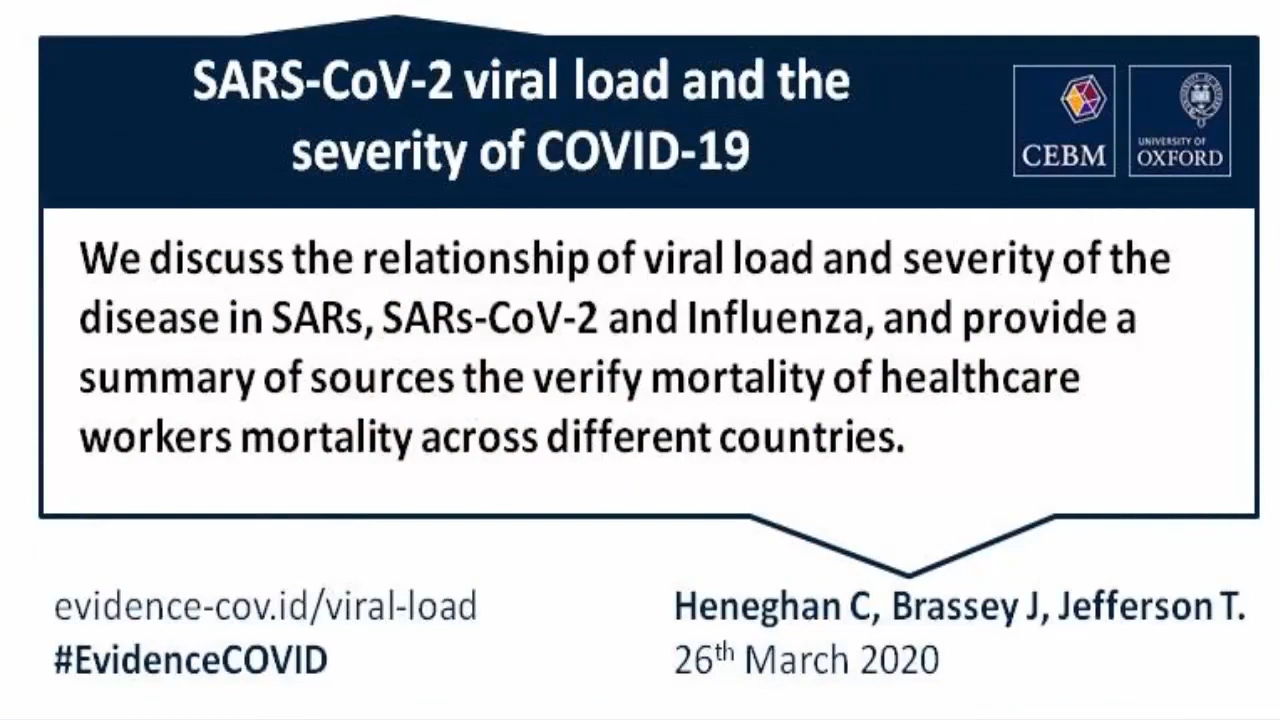 SARS-CoV-2 viral load and the
severity of COVID-19
CEBM
UNIVERSITY OF
OXFORD
We discuss the relationship of viral load and severity of the
disease in SARs, SARs-CoV-2 and Influenza, and provide a
summary of sources the verify mortality of healthcare
workers mortality across different countries.
evidence-cov.id/viral-load
#EvidenceCOVID
Heneghan C, Brassey J, Jefferson T.
26th March 2020